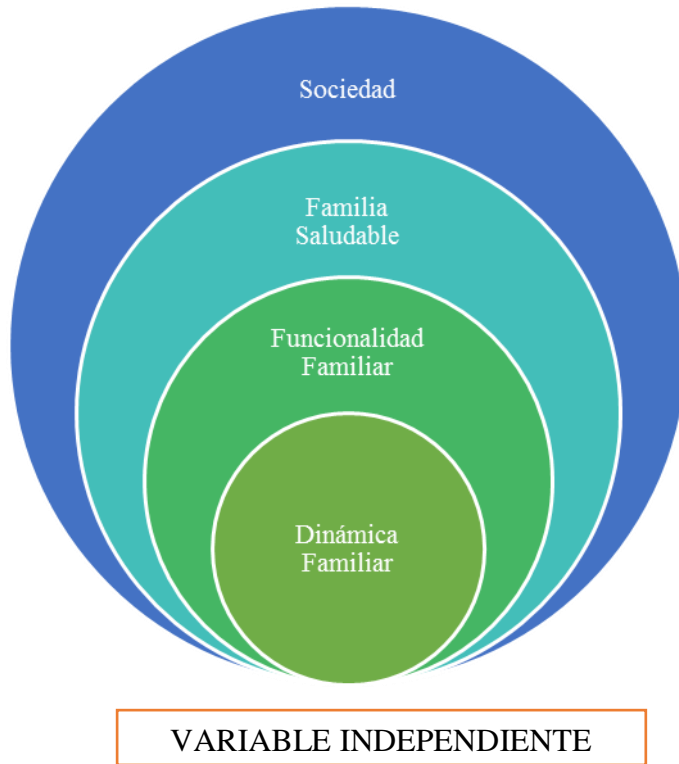 Sociedad
Familia
Saludable
Funcionalidad
Familiar
Dinámica
Familiar
VARIABLE INDEPENDIENTE